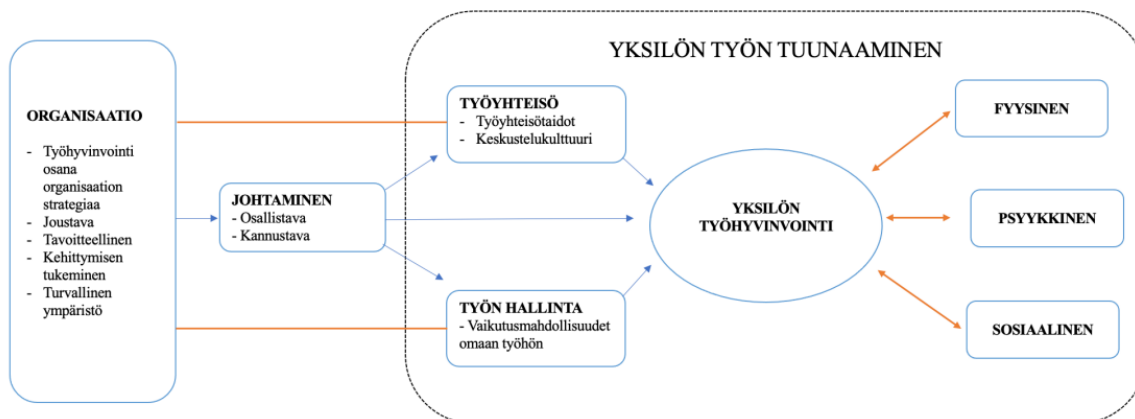 YKSILÖN TYÖN TUUNAAMINEN
ORGANISAATIO
- Työhyvinvointi
osana
organisaation
strategiaa
- Joustava
- Tavoitteellinen
- Kehittymisen
tukeminen
- Turvallinen
ympäristö
JOHTAMINEN
- Osallistava
- Kannustava
TYÖYHTEISÖ
- Työyhteisötaidot
- Keskustelukulttuuri
TYÖN HALLINTA
- Vaikutusmahdollisuudet
omaan työhön
YKSILÖN
TYÖHYVINVOINTI
FYYSINEN
PSYYKKINEN
SOSIAALINEN